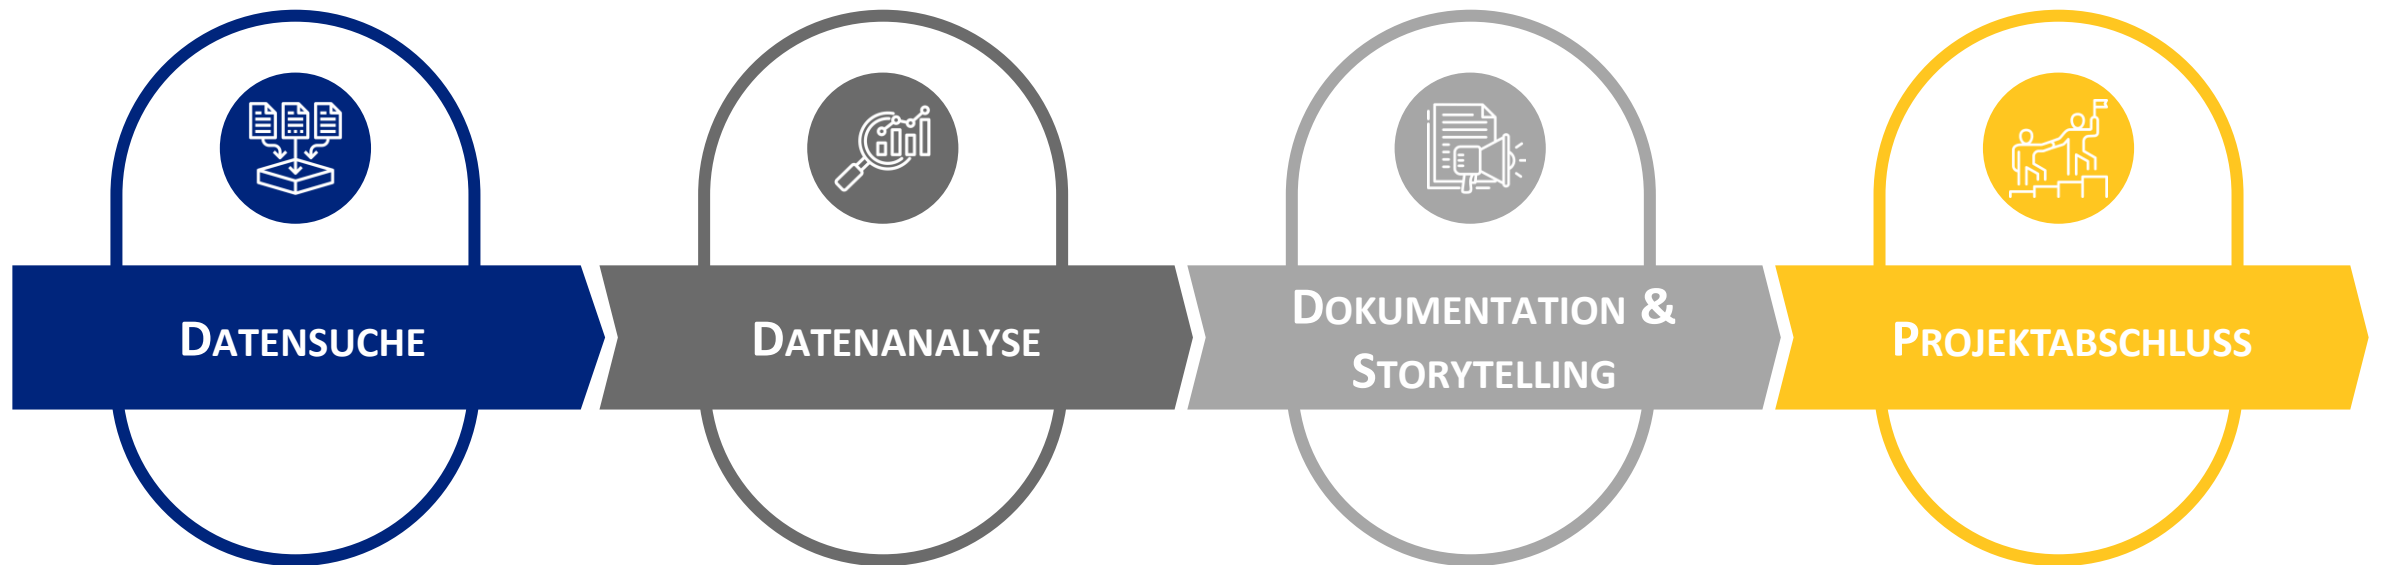 DATENSUCHE
DATENANALYSE
DOKUMENTATION &
STORYTELLING
PROJEKTABSCHLUSS